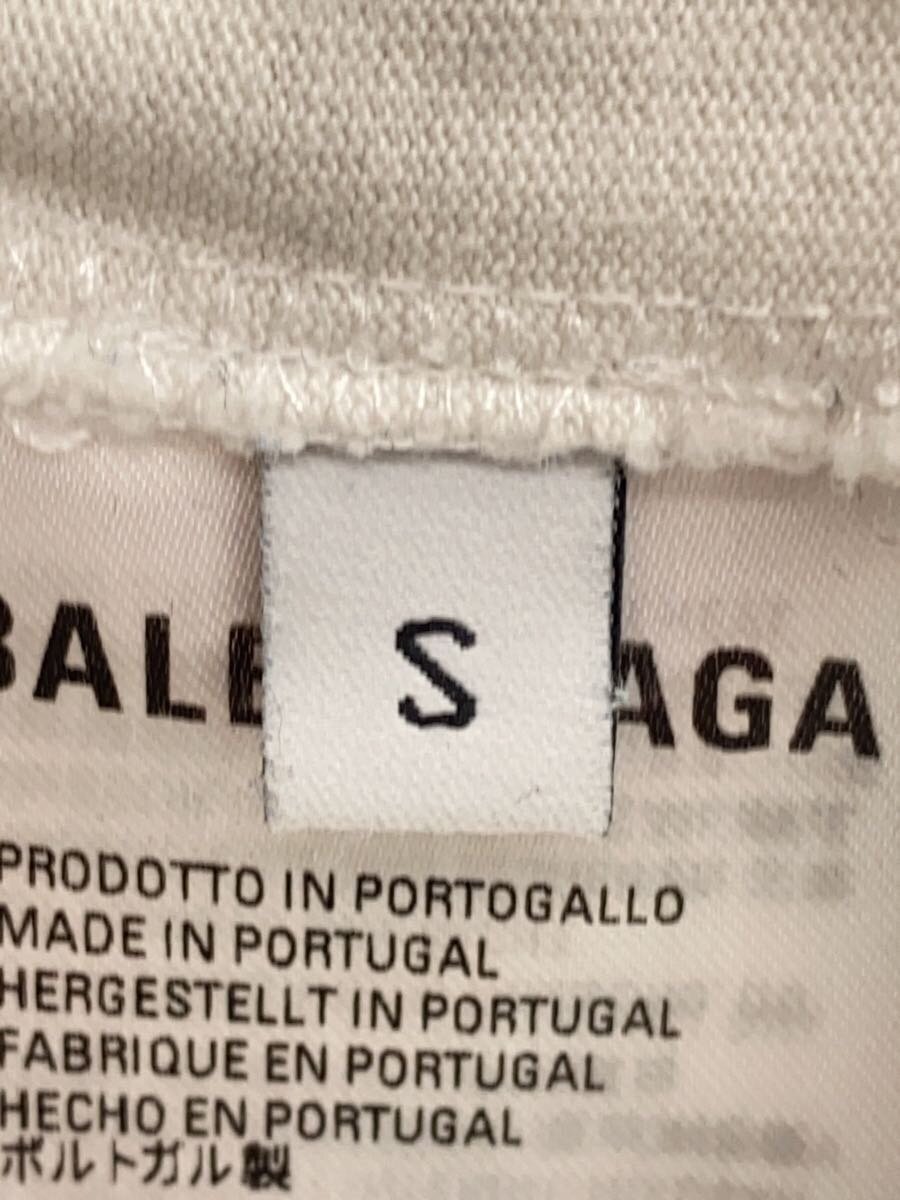 S
BALE AGA
PRODOTTO IN PORTOGALLO
MADE IN PORTUGAL
HERGESTELLT IN PORTUGAL
FABRIQUE EN PORTUGAL
HECHO EN PORTUGAL
ポルトガル製